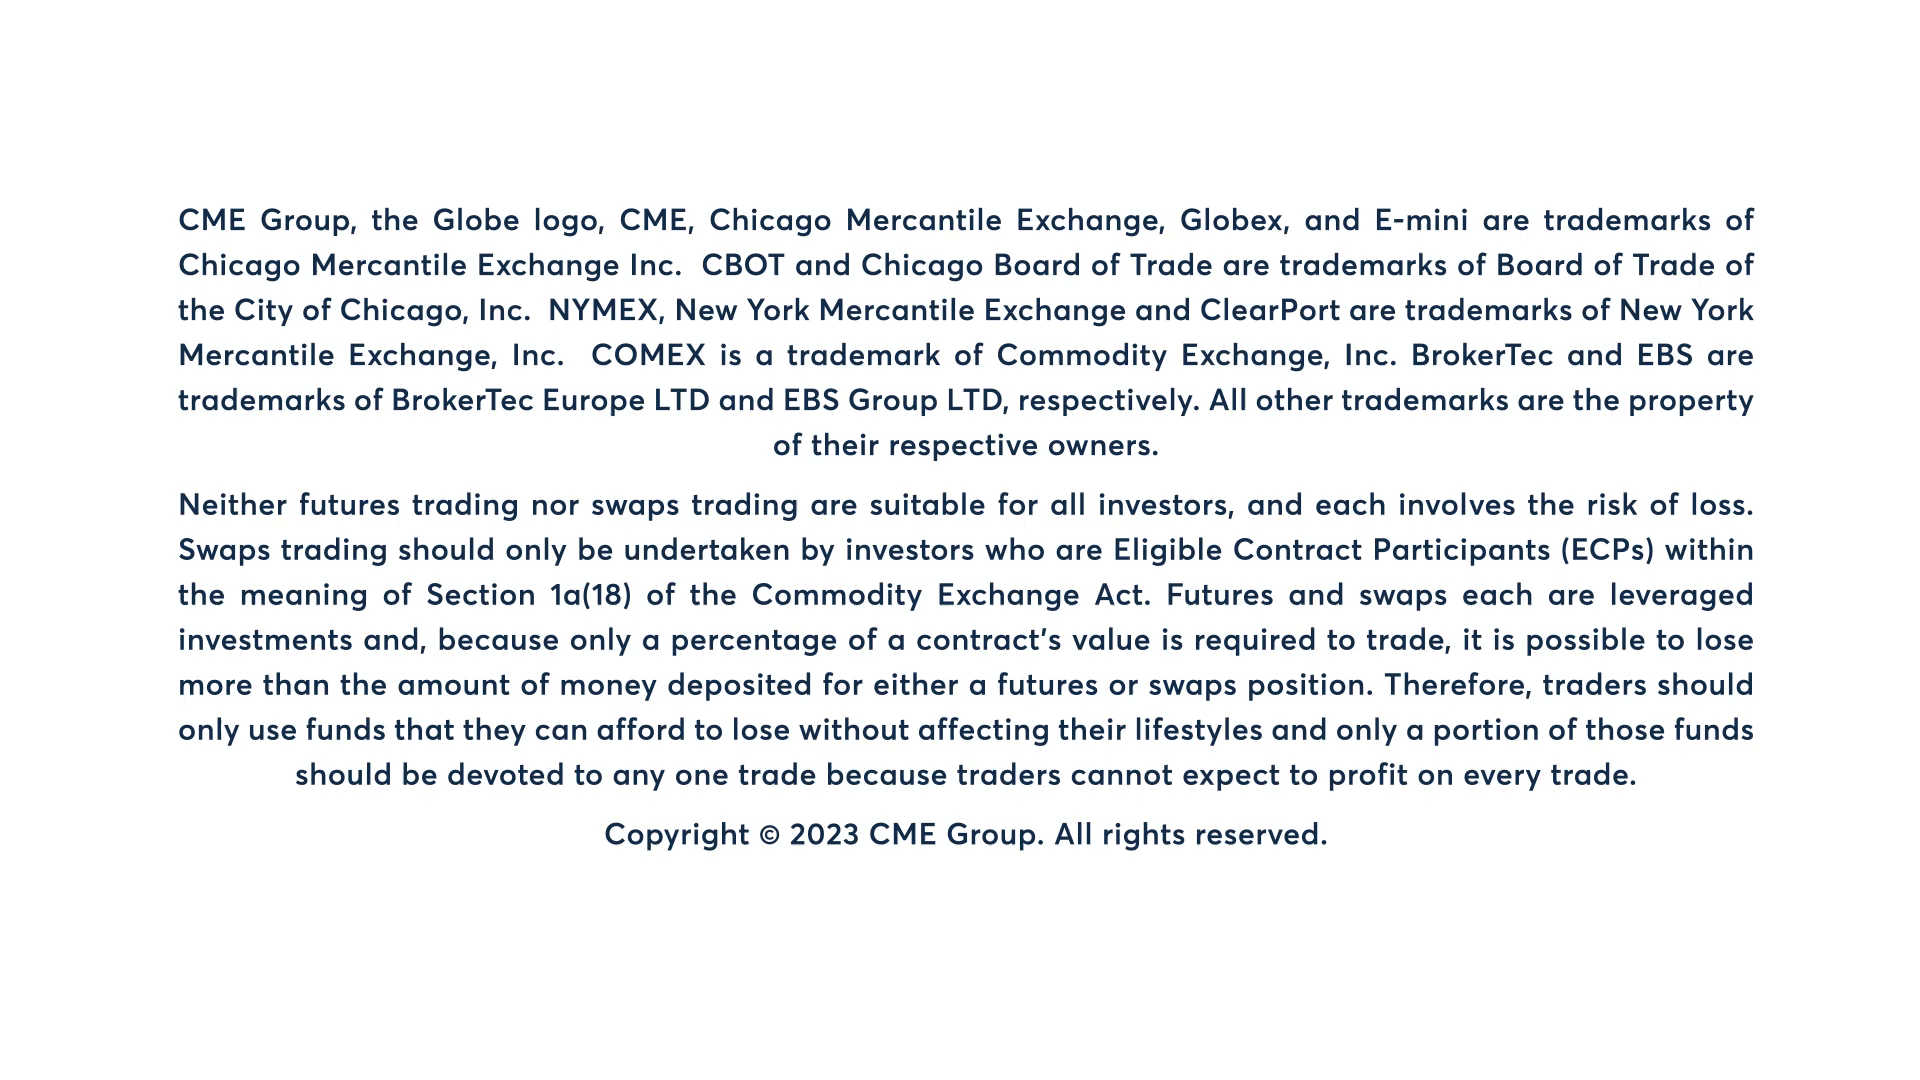 CME Group, the Globe logo, CME, Chicago Mercantile Exchange, Globex, and E-mini are trademarks of
Chicago Mercantile Exchange Inc.  CBOT and Chicago Board of Trade are trademarks of Board of Trade of
the City of Chicago, Inc.  NYMEX, New York Mercantile Exchange and ClearPort are trademarks of New York
Mercantile Exchange, Inc.  COMEX is a trademark of Commodity Exchange, Inc. BrokerTec and EBS are
trademarks of BrokerTec Europe LTD and EBS Group LTD, respectively. All other trademarks are the property
of their respective owners.
Neither futures trading nor swaps trading are suitable for all investors, and each involves the risk of loss.
Swaps trading should only be undertaken by investors who are Eligible Contract Participants (ECPs) within
the meaning of Section 1a(18) of the Commodity Exchange Act. Futures and swaps each are leveraged
investments and, because only a percentage of a contract’s value is required to trade, it is possible to lose
more than the amount of money deposited for either a futures or swaps position. Therefore, traders should
only use funds that they can afford to lose without affecting their lifestyles and only a portion of those funds
should be devoted to any one trade because traders cannot expect to profit on every trade.
Copyright © 2023 CME Group. All rights reserved.